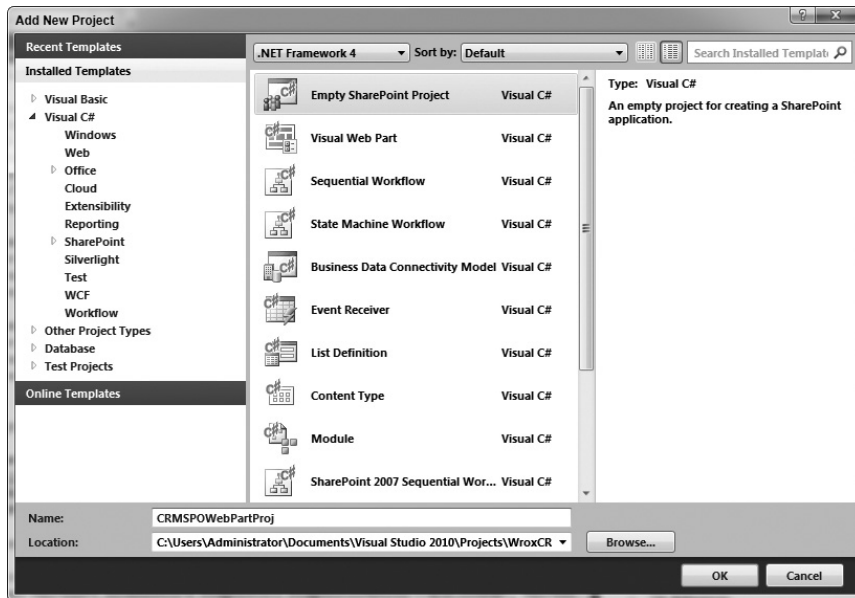 Add New Project
Recent Templates
Installed Templates
Visual Basic
Visual C#
Windows
Web
Office
Cloud
Extensibility
Reporting
SharePoint
Silverlight
Test
WCF
Workflow
Other Project Types
Database
Test Projects
Online Templates
.NET Framework 4 Sort by: Default Search Installed Templat
Empty SharePoint Project Visual C#
Visual Web Part Visual C#
Sequential Workflow Visual C#
State Machine Workflow Visual C#
Business Data Connectivity Model Visual C#
Event Receiver Visual C#
List Definition Visual C#
Content Type Visual C#
Module Visual C#
SharePoint 2007 Sequential Wor... Visual C#
Type: Visual C#
An empty project for creating a SharePoint
application.
Name: CRMSPOWebPartProj
Location: C:\Users\Administrator\Documents\Visual Studio 2010\Projects\WroxCR Browse...
OK Cancel